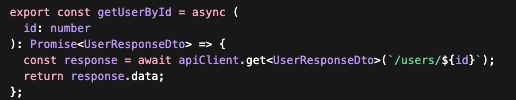 export const getUserById = async (
  id: number
): Promise<UserResponseDto> => {
  const response = await apiClient.get<UserResponseDto>(`/users/${id}`);
  return response.data;
};